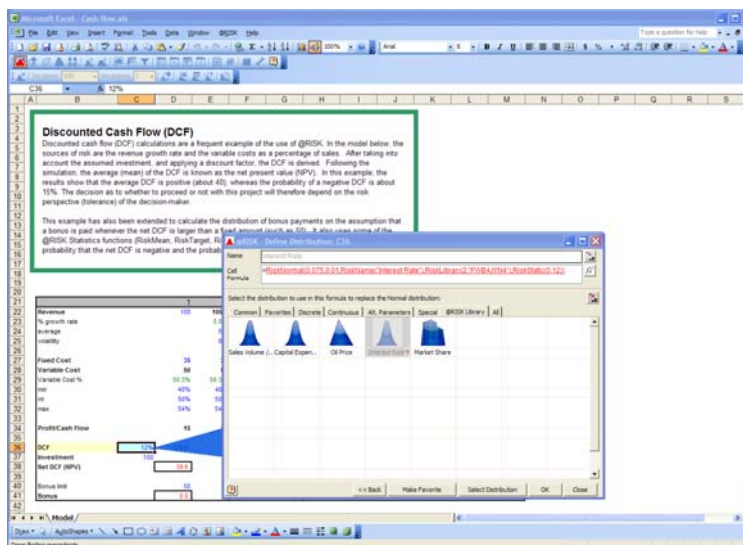 Microsoft Excel - Cash flow.xls
File Edit View Insert Format Tools Data Window @RISK Help
Type a question for help
100%
Arial
8
C36 fx 12%
A B C D E F G H I J K L M N O P Q R S
Discounted Cash Flow (DCF)
Discounted cash flow (DCF) calculations are a frequent example of the use of @RISK. In the model below, the
sources of risk are the revenue growth rate and the variable costs as a percentage of sales. After taking into
account the assumed investment, and applying a discount factor, the DCF is derived. Following the
simulation, the average (mean) of the DCF is known as the net present value (NPV). In this example, the
results show that the average DCF is positive (about 40), whereas the probability of a negative DCF is about
15%. The decision as to whether to proceed or not with this project will therefore depend on the risk
perspective (tolerance) of the decision-maker.
This example has also been extended to calculate the distribution of bonus payments on the assumption that
a bonus is paid whenever the net DCF is larger than a fixed amount (such as 50). It also uses some of the
@RISK Statistics functions (RiskMean, RiskTarget,
probability that the net DCF is negative and the
@RISK - Define Distribution: C36
Name Interest Rate
Cell Formula
Select the distribution to use in this formula to replace the Normal distribution:
Common Favorites Discrete Continuous Alt. Parameters Special @RISK Library All
Sales Volume /... Capital Expen... Oil Price Interest Rate Market Share
<< Back Make Favorite Select Distribution OK Close
1
Revenue 100
% growth rate
average
volatility
Fixed Cost 35
Variable Cost 50
Variable Cost % 50.3%
min 40%
ml 50%
max 54%
Profit/Cash Flow 15
DCF 12%
Investment 100
Net DCF (NPV)
Bonus limit 50
Bonus 0.0
Model
Draw AutoShapes